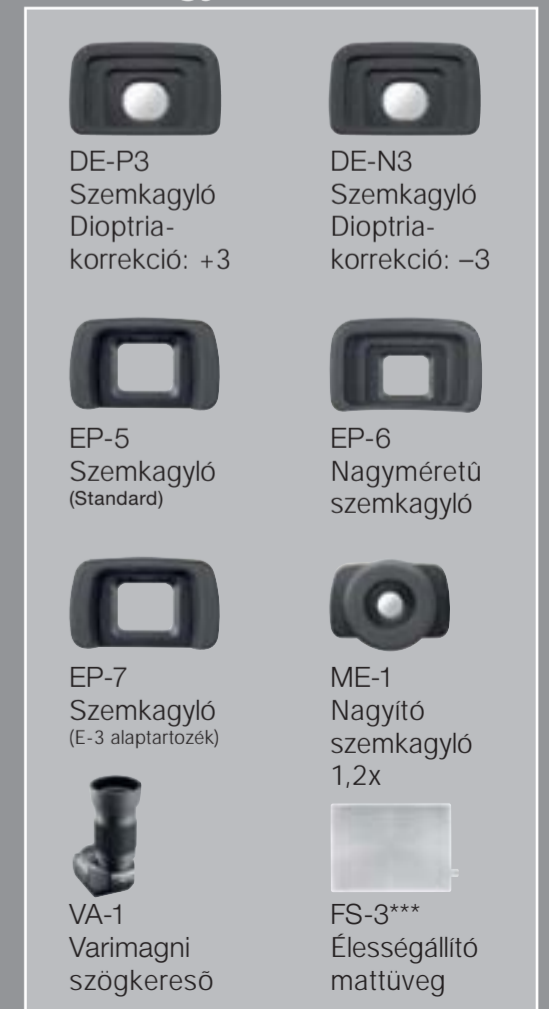 DE-P3
Szemkagyló
Dioptria-
korrekció: +3
DE-N3
Szemkagyló
Dioptria-
korrekció: –3
EP-5
Szemkagyló
(Standard)
EP-6
Nagyméretû
szemkagyló
EP-7
Szemkagyló
(E-3 alaptartozék)
ME-1
Nagyító
szemkagyló
1,2x
VA-1
Varimagni
szögkeresõ
FS-3***
Élességállító
mattüveg